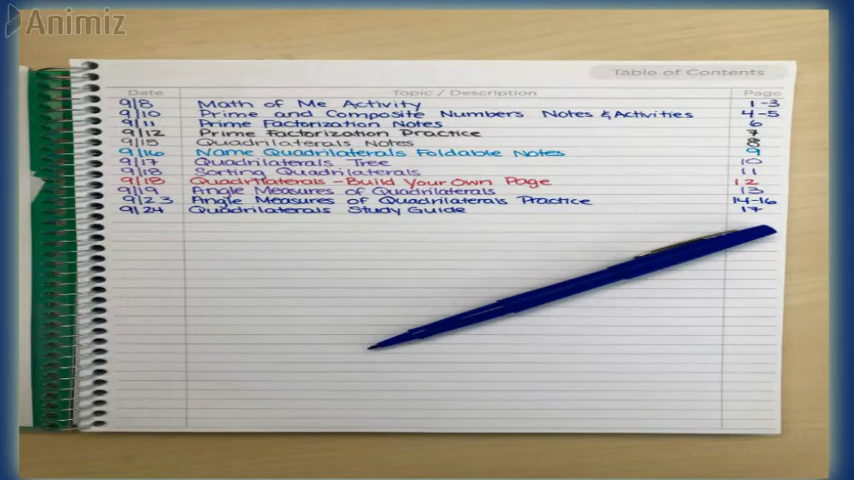 Animiz
Table of Contents
Date Topic / Description Page
9/8 Math of Me Activity 1-3
9/10 Prime and Composite Numbers Notes & Activities 4-5
9/11 Prime Factorization Notes 6
9/12 Prime Factorization Practice 7
9/15 Quadrilaterals Notes 8
9/16 Name Quadrilaterals Foldable Notes 9
9/17 Quadrilaterals Tree 10
9/18 Sorting Quadrilaterals 11
9/18 Quadrilaterals - Build Your Own Page 12
9/19 Angle Measures of Quadrilaterals 13
9/23 Angle Measures of Quadrilaterals Practice 14-16
9/24 Quadrilaterals Study Guide 17